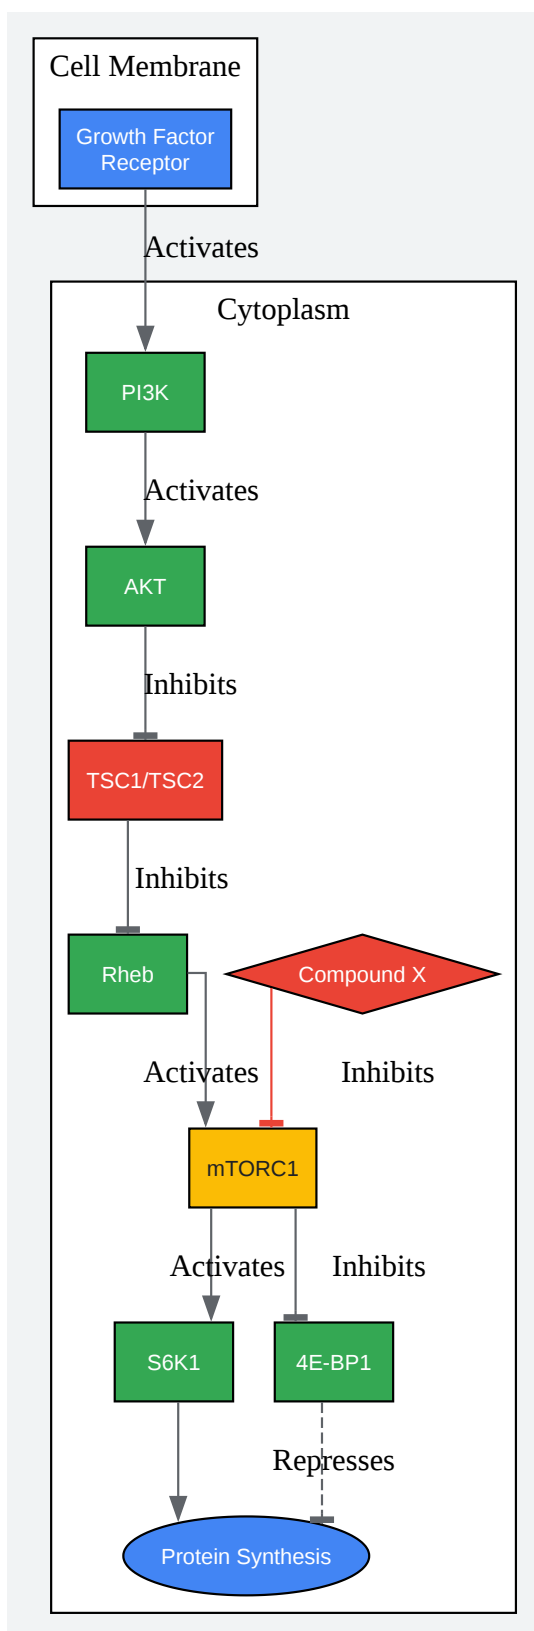 Cell Membrane
Growth Factor
Receptor
Activates
Cytoplasm
PI3K
Activates
AKT
Inhibits
TSC1/TSC2
Inhibits
Rheb
Compound X
Activates
Inhibits
mTORC1
Activates
Inhibits
S6K1
4E-BP1
Represses
Protein Synthesis